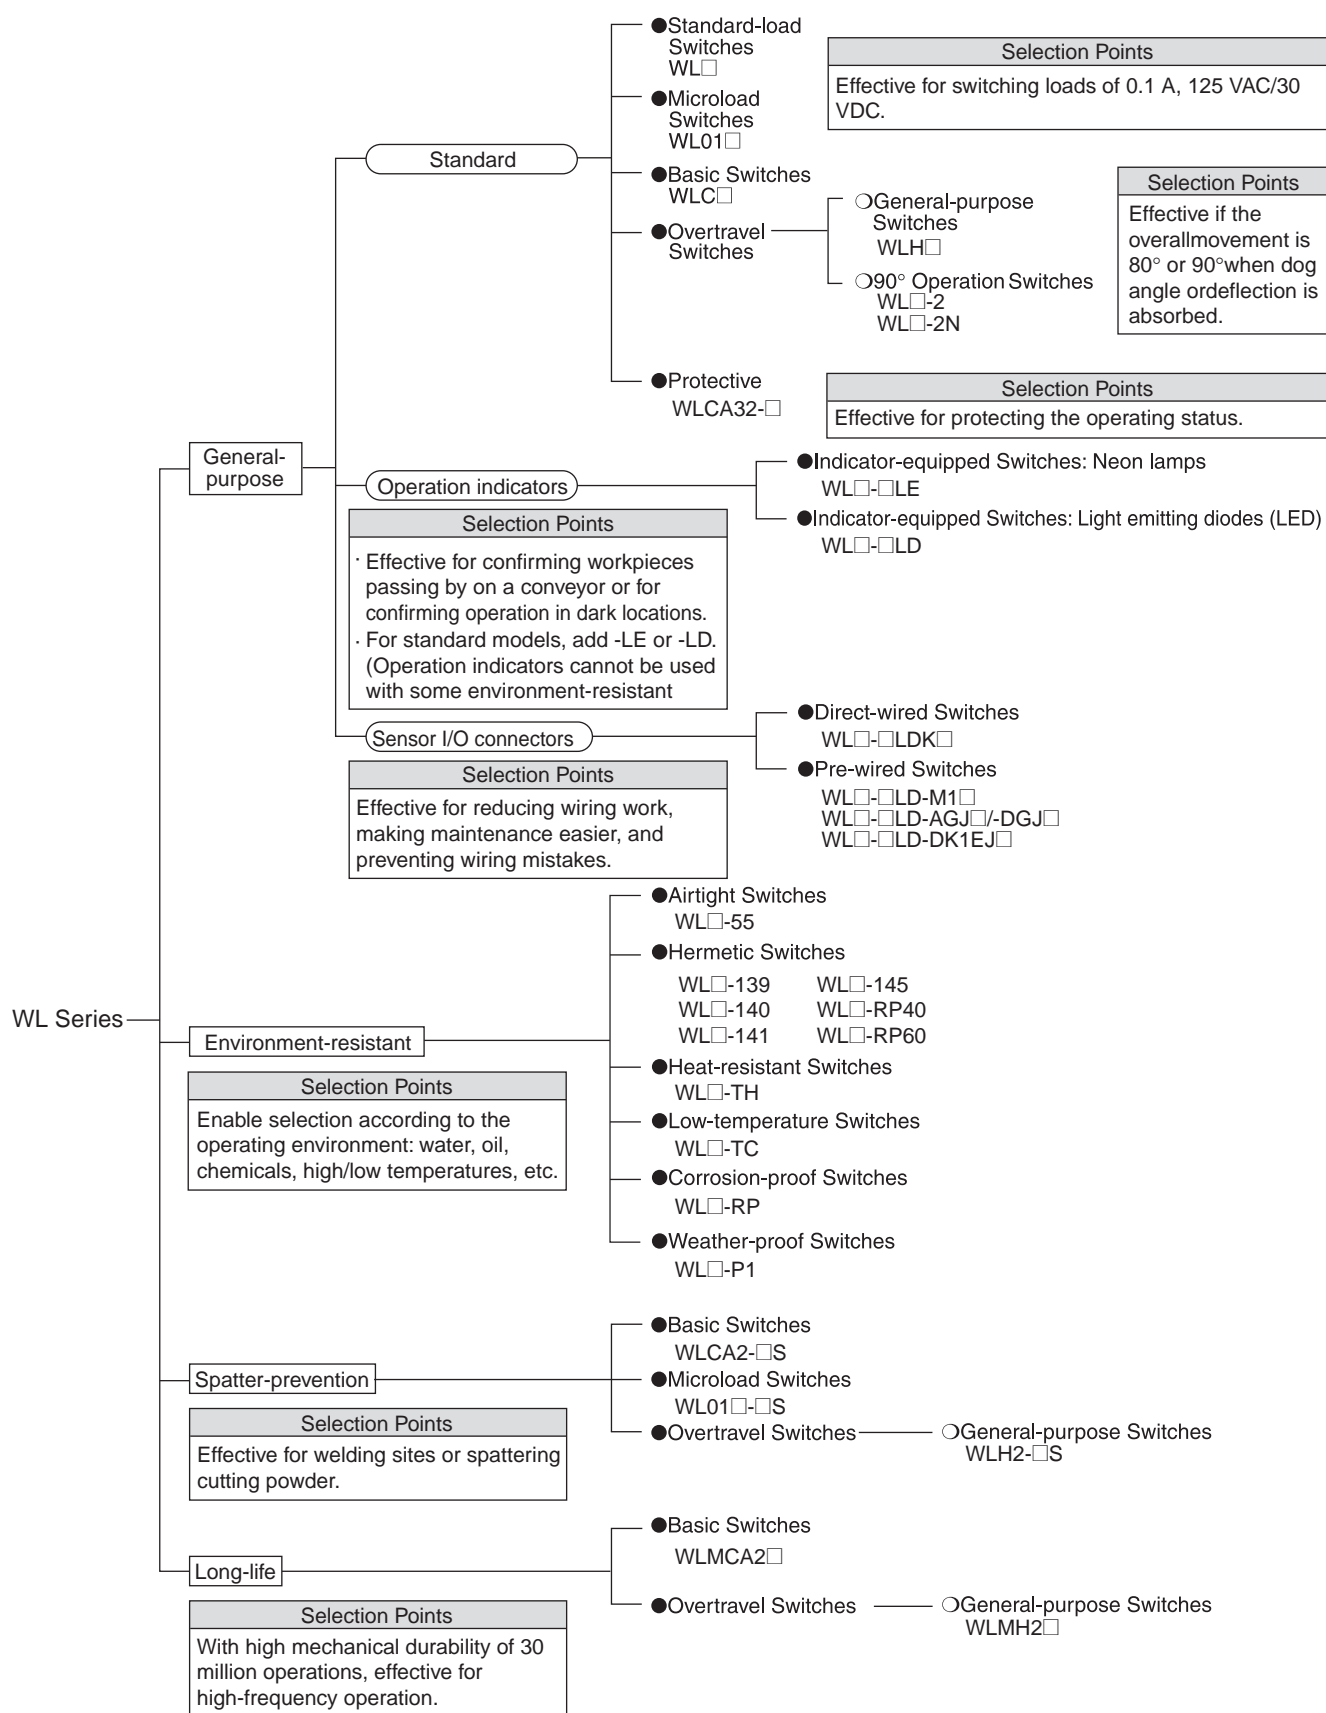 WL Series
General-
purpose
Standard
●Standard-load
Switches
WL□
●Microload
Switches
WL01□
Selection Points
Effective for switching loads of 0.1 A, 125 VAC/30
VDC.
●Basic Switches
WLC□
●Overtravel
Switches
❍General-purpose
Switches
WLH□
❍90° Operation Switches
WL□-2
WL□-2N
Selection Points
Effective if the
overallmovement is
80° or 90°when dog
angle ordeflection is
absorbed.
●Protective
WLCA32-□
Selection Points
Effective for protecting the operating status.
Operation indicators
●Indicator-equipped Switches: Neon lamps
WL□-□LE
●Indicator-equipped Switches: Light emitting diodes (LED)
WL□-□LD
Selection Points
· Effective for confirming workpieces
passing by on a conveyor or for
confirming operation in dark locations.
· For standard models, add -LE or -LD.
(Operation indicators cannot be used
with some environment-resistant
Sensor I/O connectors
●Direct-wired Switches
WL□-□LDK□
●Pre-wired Switches
WL□-□LD-M1□
WL□-□LD-AGJ□/-DGJ□
WL□-□LD-DK1EJ□
Selection Points
Effective for reducing wiring work,
making maintenance easier, and
preventing wiring mistakes.
Environment-resistant
Selection Points
Enable selection according to the
operating environment: water, oil,
chemicals, high/low temperatures, etc.
●Airtight Switches
WL□-55
●Hermetic Switches
WL□-139 WL□-145
WL□-140 WL□-RP40
WL□-141 WL□-RP60
●Heat-resistant Switches
WL□-TH
●Low-temperature Switches
WL□-TC
●Corrosion-proof Switches
WL□-RP
●Weather-proof Switches
WL□-P1
Spatter-prevention
Selection Points
Effective for welding sites or spattering
cutting powder.
●Basic Switches
WLCA2-□S
●Microload Switches
WL01□-□S
●Overtravel Switches
❍General-purpose Switches
WLH2-□S
Long-life
Selection Points
With high mechanical durability of 30
million operations, effective for
high-frequency operation.
●Basic Switches
WLMCA2□
●Overtravel Switches
❍General-purpose Switches
WLMH2□